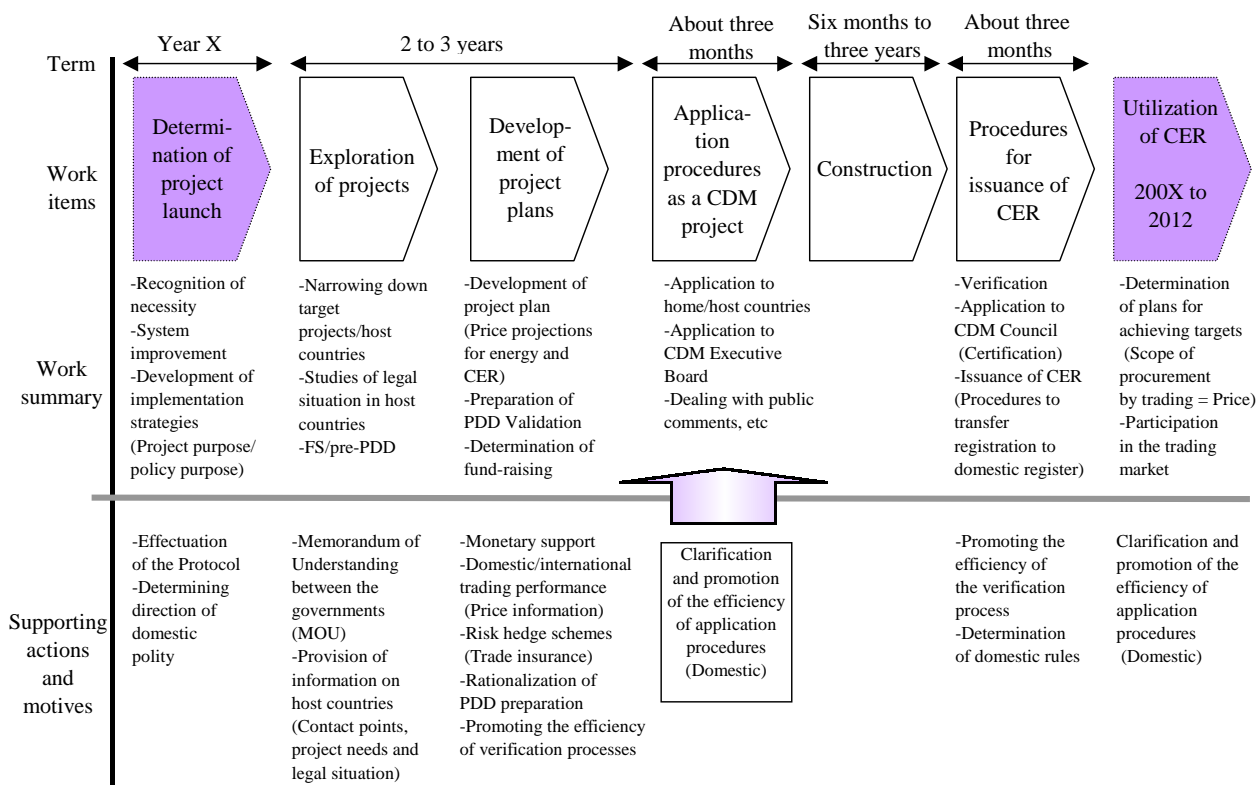 Term
Year X
2 to 3 years
About three
months
Six months to
three years
About three
months
Work
items
Determi-
nation of
project
launch
Exploration
of projects
Develop-
ment of
project
plans
Applica-
tion
procedures
as a CDM
project
Construction
Procedures
for
issuance of
CER
Utilization
of CER
200X to
2012
Work
summary
-Recognition of
necessity
-System
improvement
-Development of
implementation
strategies
(Project purpose/
policy purpose)
-Narrowing down
target
projects/host
countries
-Studies of legal
situation in host
countries
-FS/pre-PDD
-Development of
project plan
(Price projections
for energy and
CER)
-Preparation of
PDD Validation
-Determination of
fund-raising
-Application to
home/host countries
-Application to
CDM Executive
Board
-Dealing with public
comments, etc
-Verification
-Application to
CDM Council
(Certification)
-Issuance of CER
(Procedures to
transfer
registration to
domestic register)
-Determination
of plans for
achieving targets
(Scope of
procurement
by trading = Price)
-Participation
in the trading
market
Supporting
actions
and
motives
-Effectuation
of the Protocol
-Determining
direction of
domestic
polity
-Memorandum of
Understanding
between the
governments
(MOU)
-Provision of
information on
host countries
(Contact points,
project needs and
legal situation)
-Monetary support
-Domestic/international
trading performance
(Price information)
-Risk hedge schemes
(Trade insurance)
-Rationalization of
PDD preparation
-Promoting the efficiency
of verification processes
Clarification
and promotion
of the efficiency
of application
procedures
(Domestic)
-Promoting the
efficiency of
the verification
process
-Determination
of domestic rules
Clarification and
promotion of the
efficiency of
application
procedures
(Domestic)